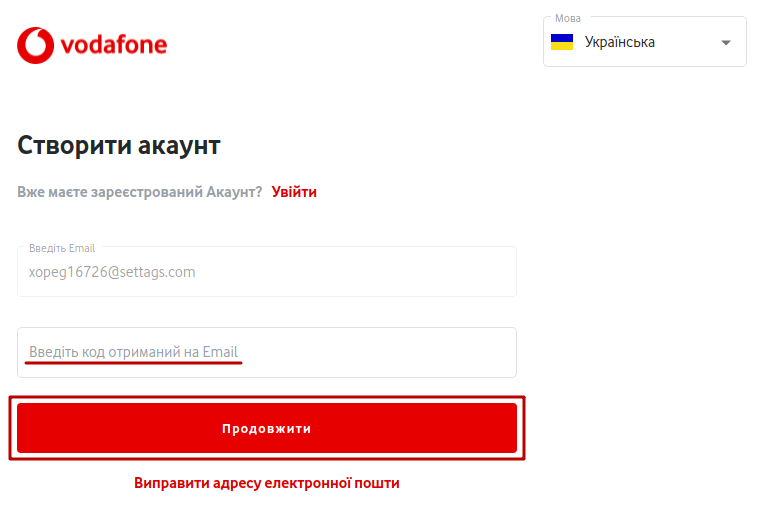 vodafone
Мова
Українська
Створити акаунт
Вже маєте зареєстрований Акаунт? Увійти
Введіть Email
xopeg16726@settags.com
Введіть код отриманий на Email
Продовжити
Виправити адресу електронної пошти